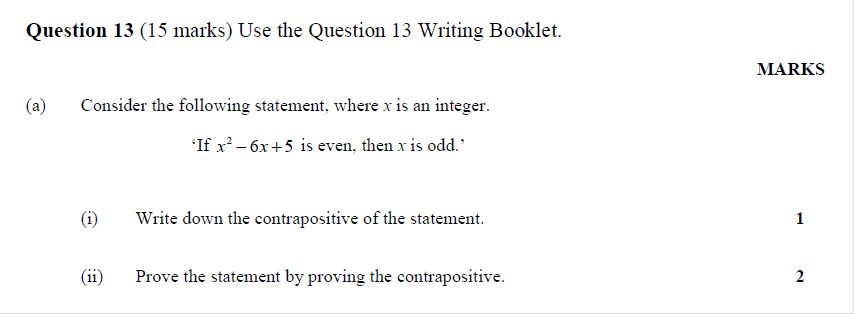 Question 13 (15 marks) Use the Question 13 Writing Booklet.
MARKS
(a) Consider the following statement, where x is an integer.
‘If x² – 6x + 5 is even, then x is odd.’
(i) Write down the contrapositive of the statement. 1
(ii) Prove the statement by proving the contrapositive. 2